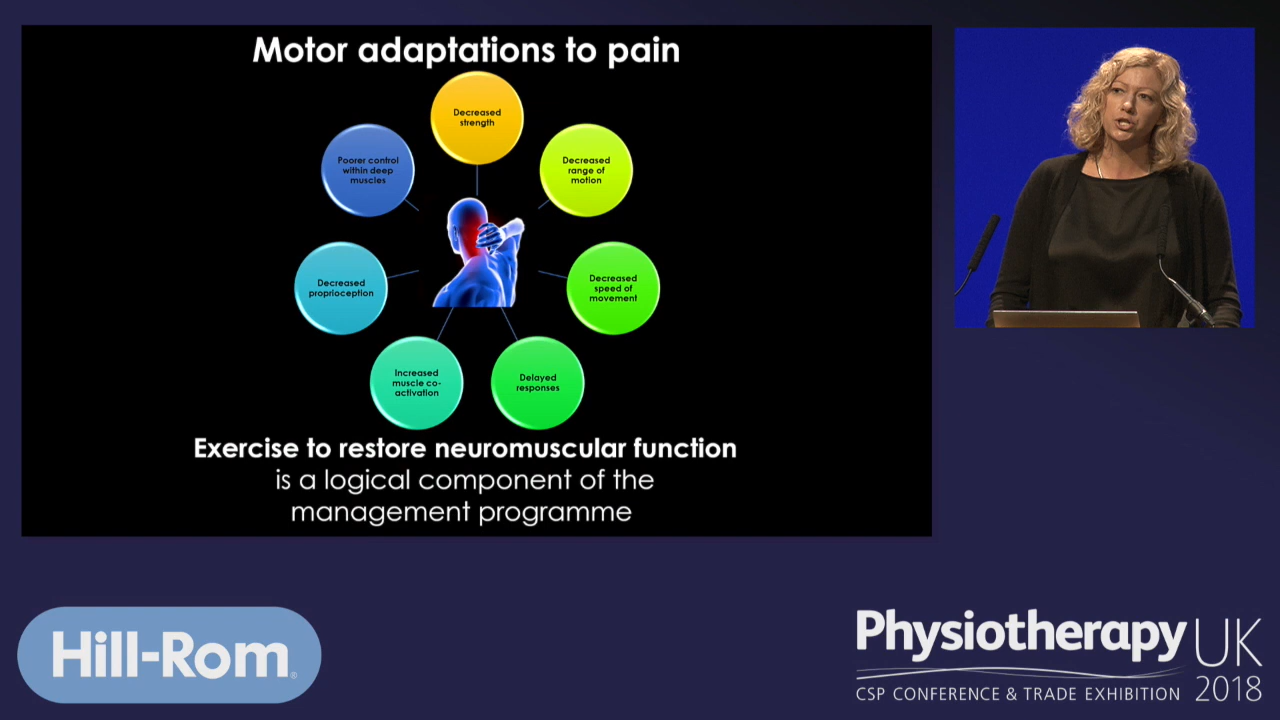 Motor adaptations to pain
Decreased
strength
Decreased
range of
motion
Decreased
speed of
movement
Delayed
responses
Increased
muscle co-
activation
Decreased
proprioception
Poorer control
within deep
muscles
Exercise to restore neuromuscular function
is a logical component of the
management programme
Hill-Rom®
Physiotherapy UK
CSP CONFERENCE & TRADE EXHIBITION 2018